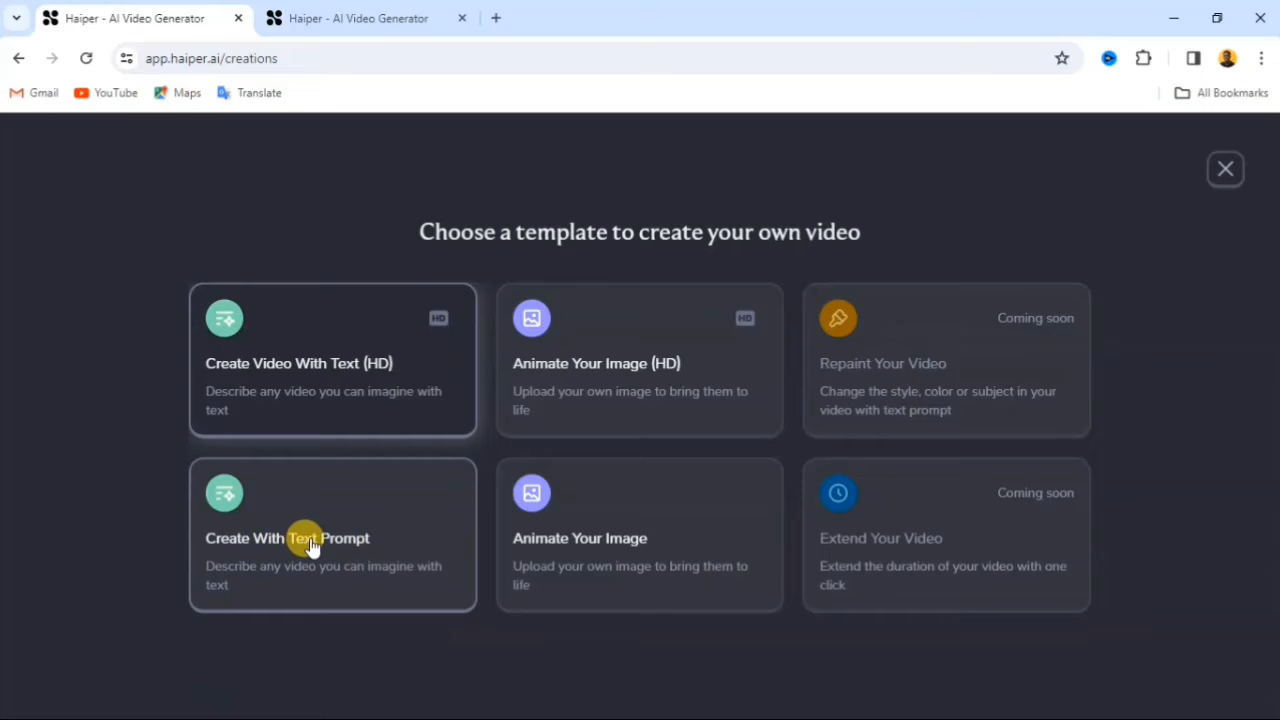 Haiper - AI Video Generator
Haiper - AI Video Generator
app.haiper.ai/creations
Gmail
YouTube
Maps
Translate
All Bookmarks
Choose a template to create your own video
HD
Create Video With Text (HD)
Describe any video you can imagine with
text
HD
Animate Your Image (HD)
Upload your own image to bring them to
life
Coming soon
Repaint Your Video
Change the style, color or subject in your
video with text prompt
Create With Text Prompt
Describe any video you can imagine with
text
Animate Your Image
Upload your own image to bring them to
life
Coming soon
Extend Your Video
Extend the duration of your video with one
click